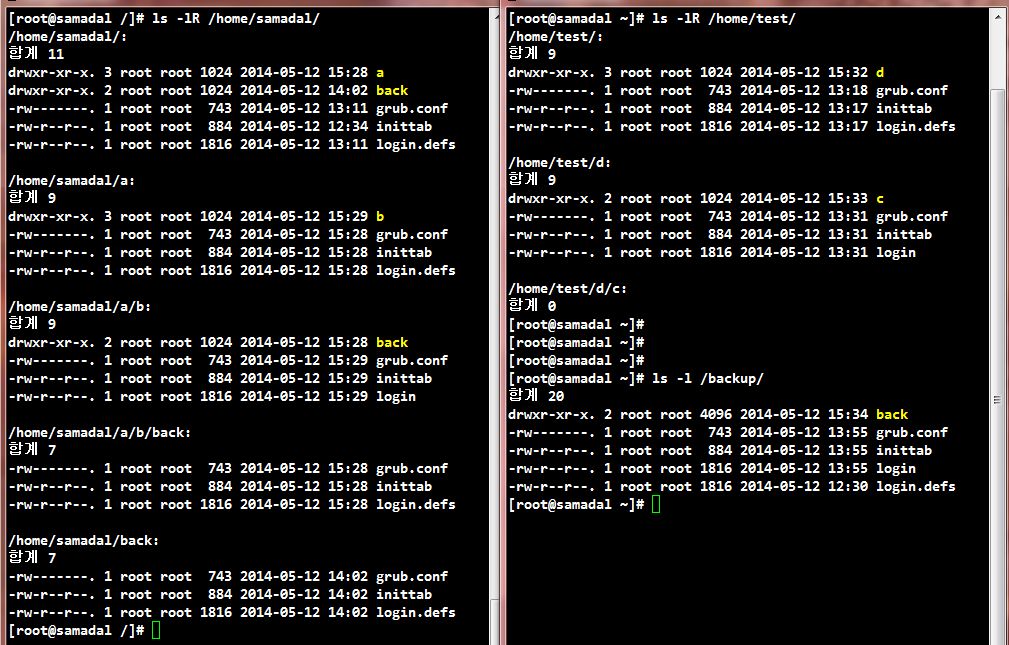 [root@samadal /]# ls -lR /home/samadal/
/home/samadal/:
합계 11
drwxr-xr-x. 3 root root 1024 2014-05-12 15:28 a
drwxr-xr-x. 2 root root 1024 2014-05-12 14:02 back
-rw-------. 1 root root  743 2014-05-12 13:11 grub.conf
-rw-r--r--. 1 root root  884 2014-05-12 12:34 inittab
-rw-r--r--. 1 root root 1816 2014-05-12 13:11 login.defs

/home/samadal/a:
합계 9
drwxr-xr-x. 3 root root 1024 2014-05-12 15:29 b
-rw-------. 1 root root  743 2014-05-12 15:28 grub.conf
-rw-r--r--. 1 root root  884 2014-05-12 15:28 inittab
-rw-r--r--. 1 root root 1816 2014-05-12 15:28 login.defs

/home/samadal/a/b:
합계 9
drwxr-xr-x. 2 root root 1024 2014-05-12 15:28 back
-rw-------. 1 root root  743 2014-05-12 15:29 grub.conf
-rw-r--r--. 1 root root  884 2014-05-12 15:29 inittab
-rw-r--r--. 1 root root 1816 2014-05-12 15:29 login

/home/samadal/a/b/back:
합계 7
-rw-------. 1 root root  743 2014-05-12 15:28 grub.conf
-rw-r--r--. 1 root root  884 2014-05-12 15:28 inittab
-rw-r--r--. 1 root root 1816 2014-05-12 15:28 login.defs

/home/samadal/back:
합계 7
-rw-------. 1 root root  743 2014-05-12 14:02 grub.conf
-rw-r--r--. 1 root root  884 2014-05-12 14:02 inittab
-rw-r--r--. 1 root root 1816 2014-05-12 14:02 login.defs
[root@samadal /]#
[root@samadal ~]# ls -lR /home/test/
/home/test/:
합계 9
drwxr-xr-x. 3 root root 1024 2014-05-12 15:32 d
-rw-------. 1 root root  743 2014-05-12 13:18 grub.conf
-rw-r--r--. 1 root root  884 2014-05-12 13:17 inittab
-rw-r--r--. 1 root root 1816 2014-05-12 13:17 login.defs

/home/test/d:
합계 9
drwxr-xr-x. 2 root root 1024 2014-05-12 15:33 c
-rw-------. 1 root root  743 2014-05-12 13:31 grub.conf
-rw-r--r--. 1 root root  884 2014-05-12 13:31 inittab
-rw-r--r--. 1 root root 1816 2014-05-12 13:31 login

/home/test/d/c:
합계 0
[root@samadal ~]#
[root@samadal ~]#
[root@samadal ~]#
[root@samadal ~]# ls -l /backup/
합계 20
drwxr-xr-x. 2 root root 4096 2014-05-12 15:34 back
-rw-------. 1 root root  743 2014-05-12 13:55 grub.conf
-rw-r--r--. 1 root root  884 2014-05-12 13:55 inittab
-rw-r--r--. 1 root root 1816 2014-05-12 13:55 login
-rw-r--r--. 1 root root 1816 2014-05-12 12:30 login.defs
[root@samadal ~]#